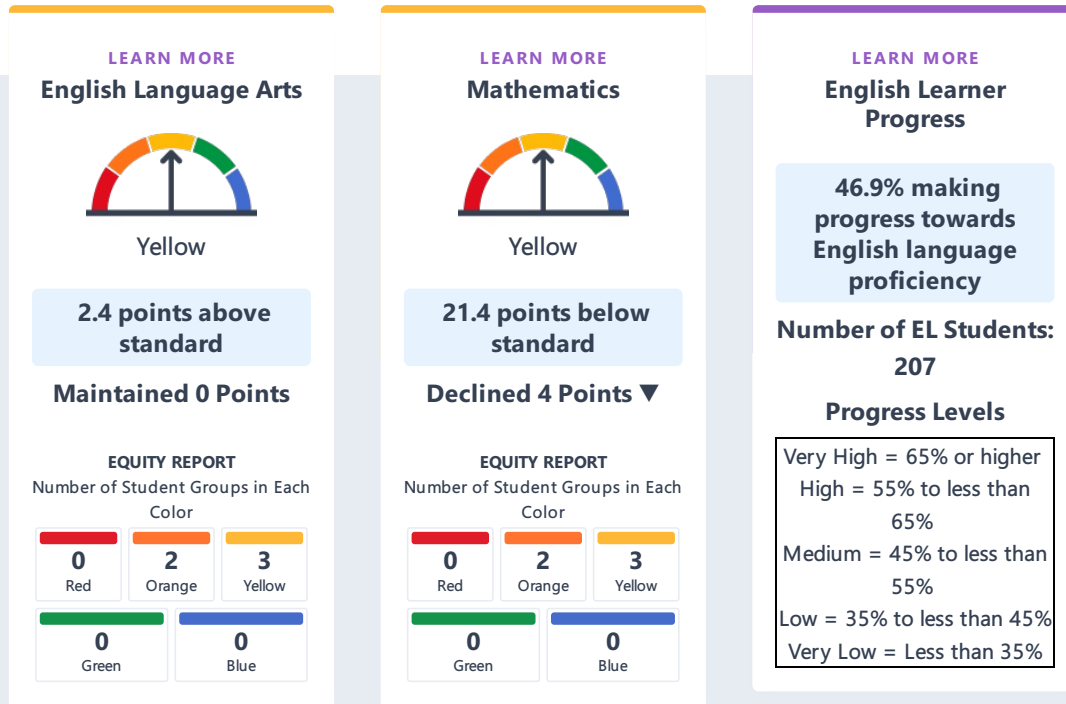 LEARN MORE
English Language Arts
Yellow
2.4 points above
standard
Maintained 0 Points
EQUITY REPORT
Number of Student Groups in Each
Color
0
Red
2
Orange
3
Yellow
0
Green
0
Blue
LEARN MORE
Mathematics
Yellow
21.4 points below
standard
Declined 4 Points ▼
EQUITY REPORT
Number of Student Groups in Each
Color
0
Red
2
Orange
3
Yellow
0
Green
0
Blue
LEARN MORE
English Learner
Progress
46.9% making
progress towards
English language
proficiency
Number of EL Students:
207
Progress Levels
Very High = 65% or higher
High = 55% to less than
65%
Medium = 45% to less than
55%
Low = 35% to less than 45%
Very Low = Less than 35%